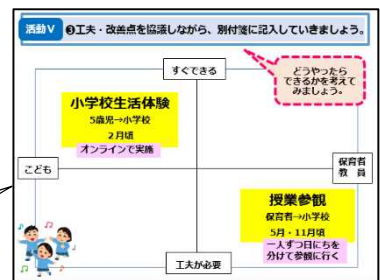 活動Ⅴ ❸工夫・改善点を協議しながら、別付箋に記入していきましょう。
すぐできる
どうやったら
できるかを考えて
みましょう。
小学校生活体験
5歳児→小学校
2月頃
オンラインで実施
こども
保育者
教員
授業参観
保育者→小学校
5月・11月頃
一人ずつ日にちを
分けて参観に行く
工夫が必要